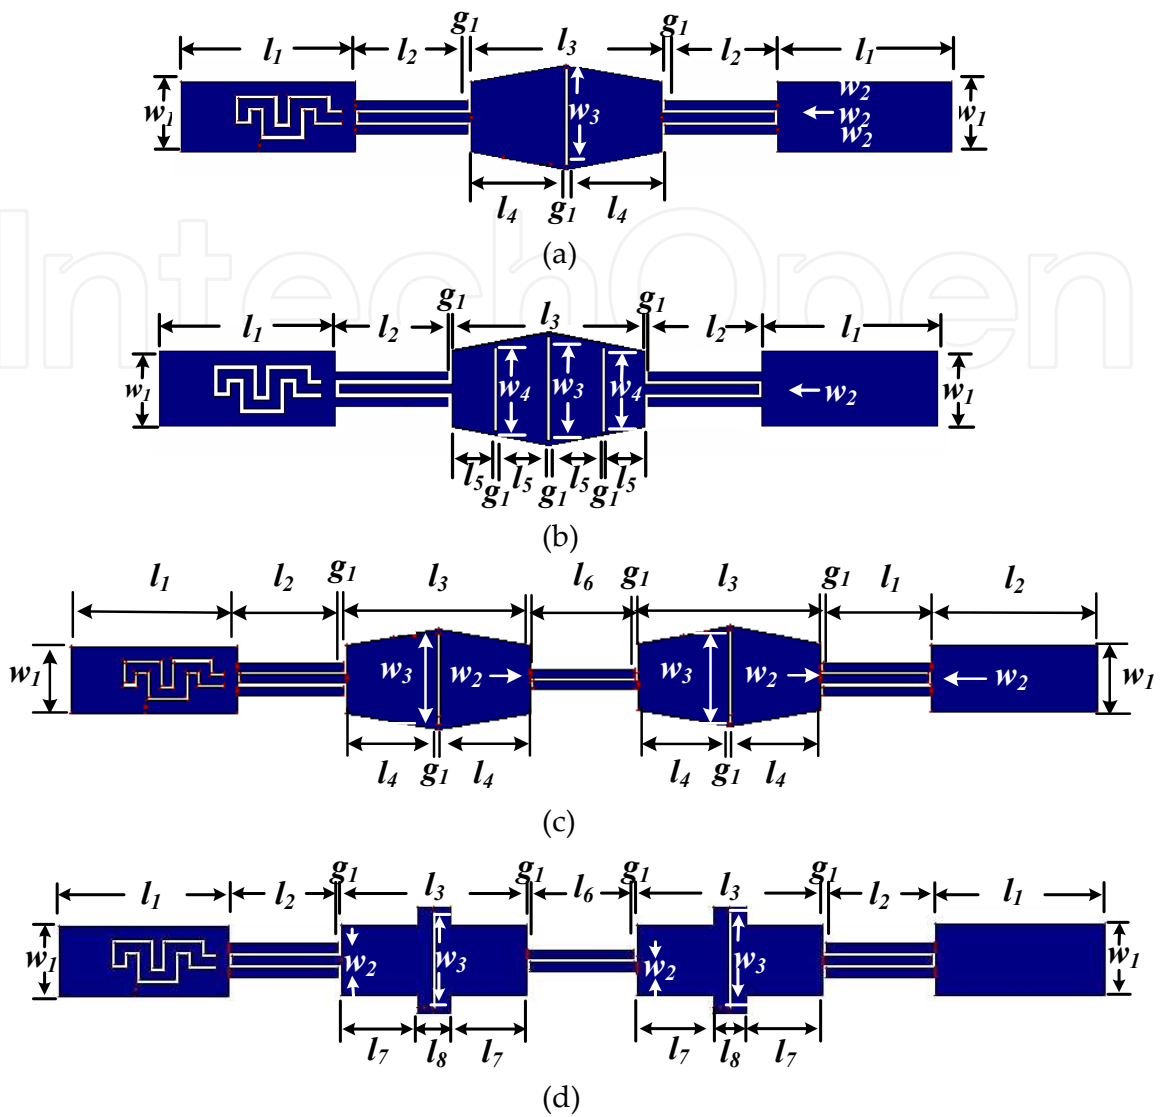 g1 g1
l1 l2 l3 l2 l1
w1 w3 w2 w1
w2
w2
l4 g1 l4
(a)
IntechOpen
g1 g1
l1 l2 l3 l2 l1
w1 w4 w3 w4 w2 w1
l5 l5 l5 l5
g1 g1 g1
(b)
l1 l2 g1 l3 l6 g1 l3 g1 l1 l2
w1 w3 w2 w3 w2 w2 w1
l4 g1 l4 l4 g1 l4
(c)
g1 g1 g1 g1
l1 l2 l3 l6 l3 l2 l1
w1 w2 w3 w2 w3 w1
l7 l8 l7 l7 l8 l7
(d)